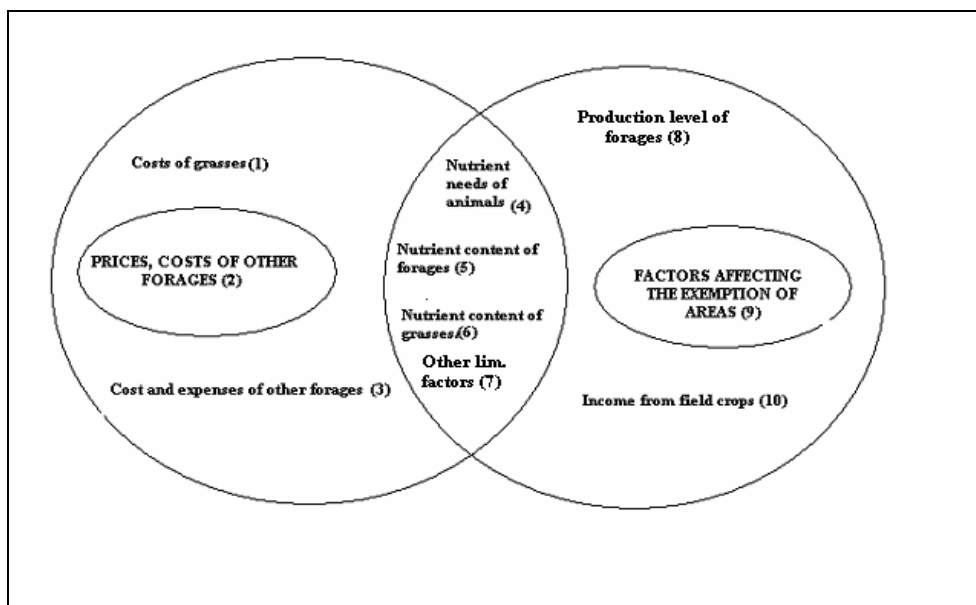 Costs of grasses (1)
PRICES, COSTS OF OTHER
FORAGES (2)
Cost and expenses of other forages (3)
Nutrient
needs of
animals (4)
Nutrient content of
forages (5)
Nutrient content of
grasses (6)
Other lim.
factors (7)
Production level of
forages (8)
FACTORS AFFECTING
THE EXEMPTION OF
AREAS (9)
Income from field crops (10)